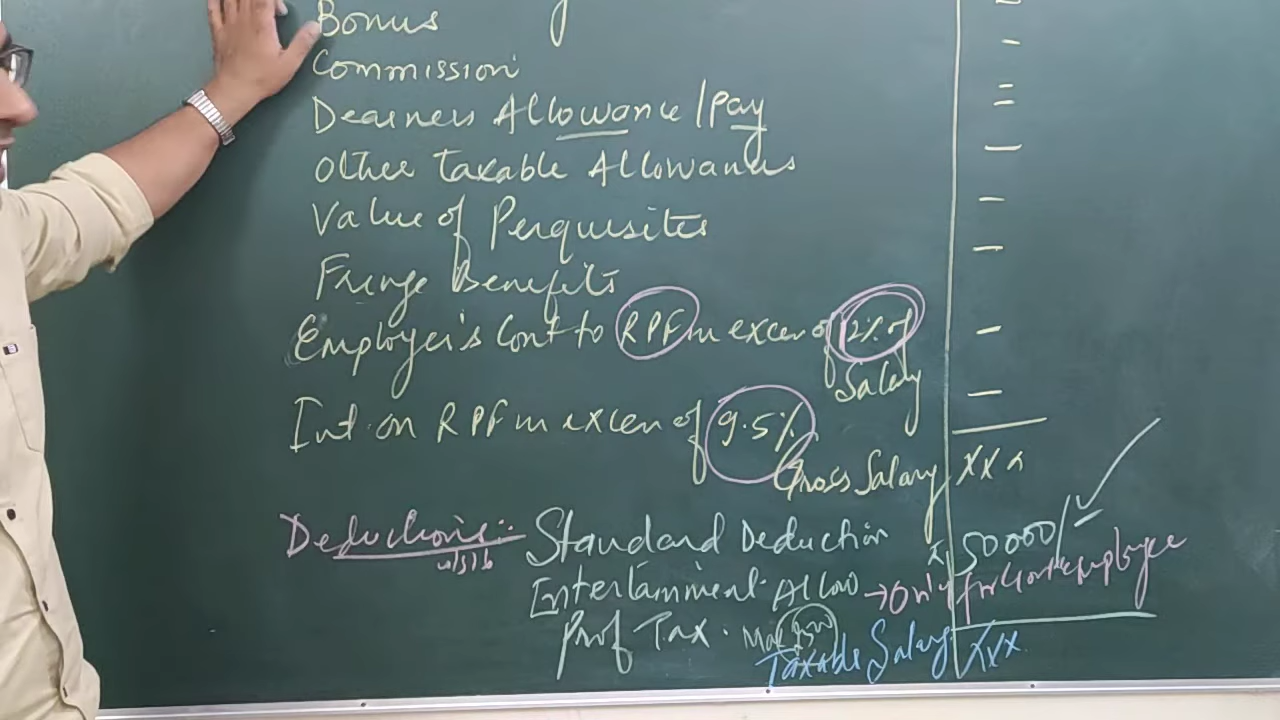 Bonus
Commission
Dearness Allowance/Pay
Other Taxable Allowances
Value of Perquisites
Fringe Benefits
Employer's Cont to RPF in excess of 12% of
Salary
Int. on RPF in excess of 9.5%
Gross Salary XXX
Deductions:- Standard Deduction 50000/
u/s 16
Entertainment Allow → Only for Govt employee
Prof Tax. Max
Taxable Salary XXX